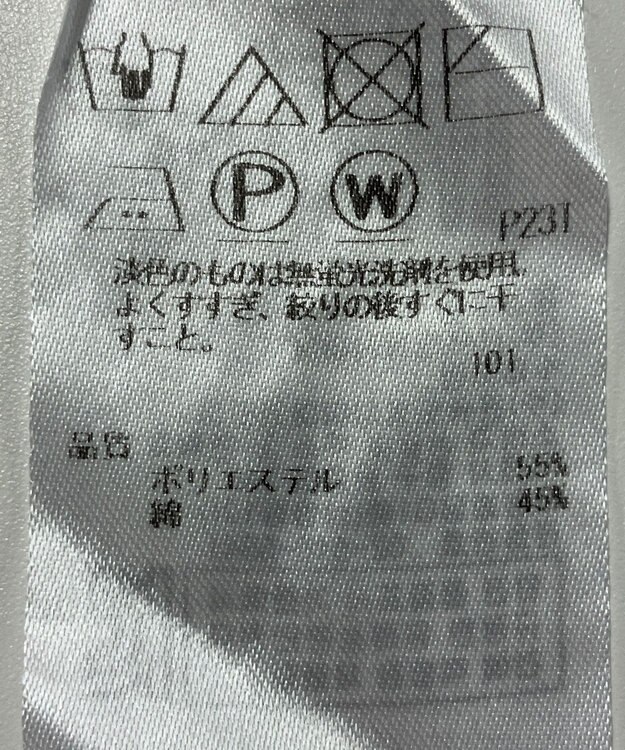 P W
P231
淡色のものは無蛍光洗剤を使用。
よくすすぎ、絞りの後すぐに干
すこと。
101
品質
ポリエステル 55%
綿 45%